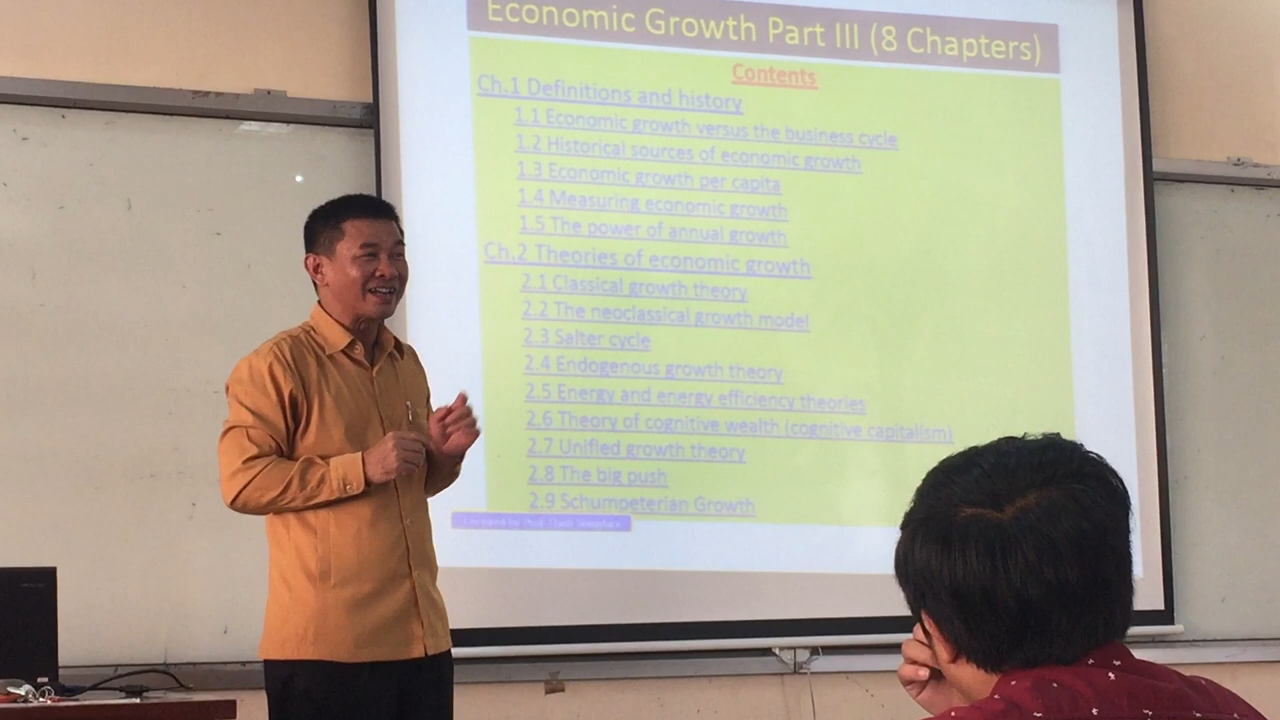 Economic Growth Part III (8 Chapters)
Contents
Ch.1 Definitions and history
1.1 Economic growth versus the business cycle
1.2 Historical sources of economic growth
1.3 Economic growth per capita
1.4 Measuring economic growth
1.5 The power of annual growth
Ch.2 Theories of economic growth
2.1 Classical growth theory
2.2 The neoclassical growth model
2.3 Salter cycle
2.4 Endogenous growth theory
2.5 Energy and energy efficiency theories
2.6 Theory of cognitive wealth (cognitive capitalism)
2.7 Unified growth theory
2.8 The big push
2.9 Schumpeterian Growth
by Prof.